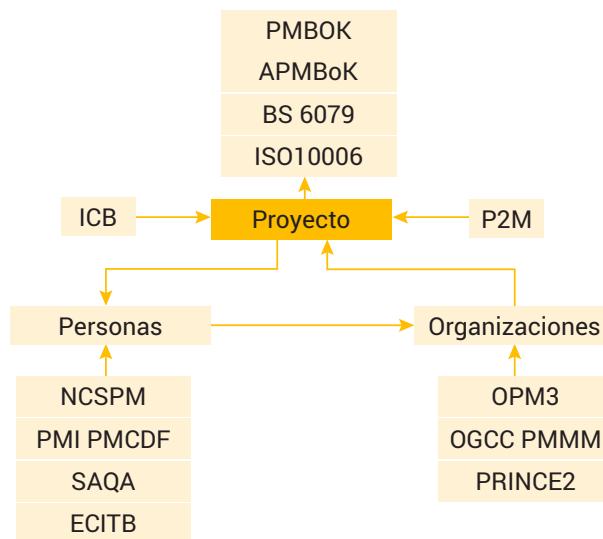 PMBOK
APMBoK
BS 6079
ISO10006
ICB
Proyecto
P2M
Personas
Organizaciones
NCSPM
PMI PMCDF
SAQA
ECITB
OPM3
OGCC PMMM
PRINCE2